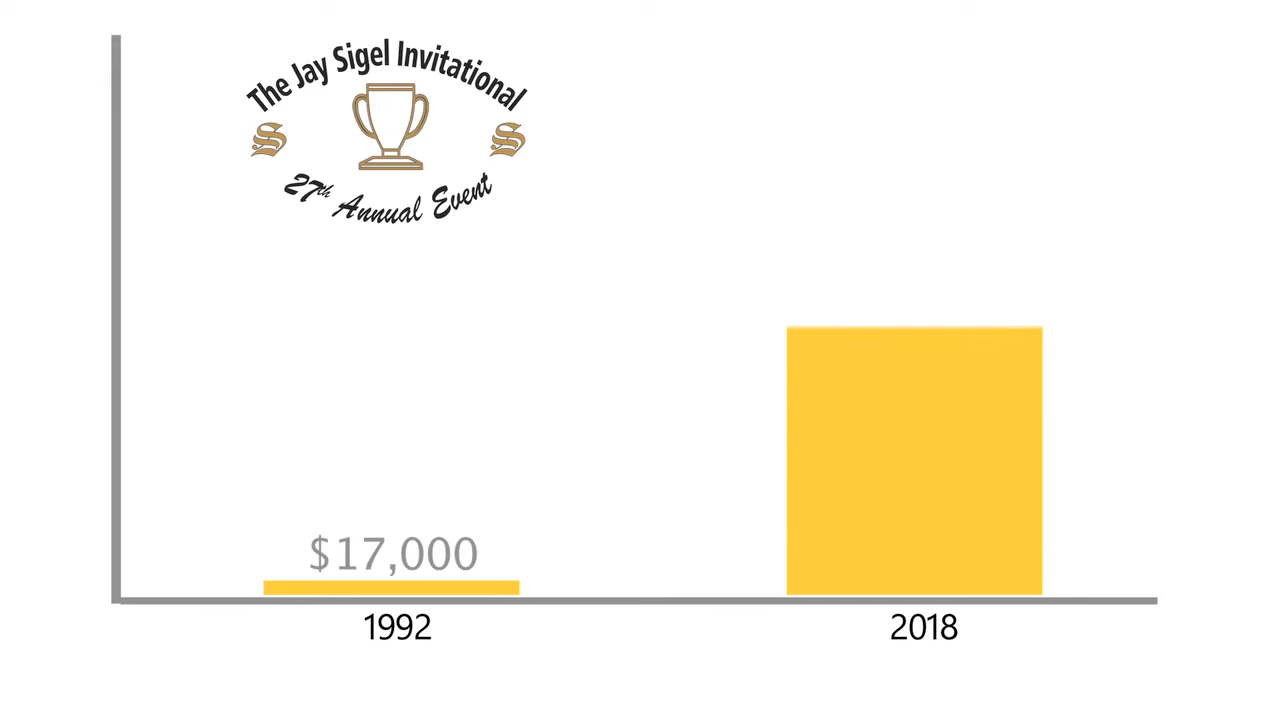 The Jay Sigel Invitational
S S
27th Annual Event
$17,000
1992 2018